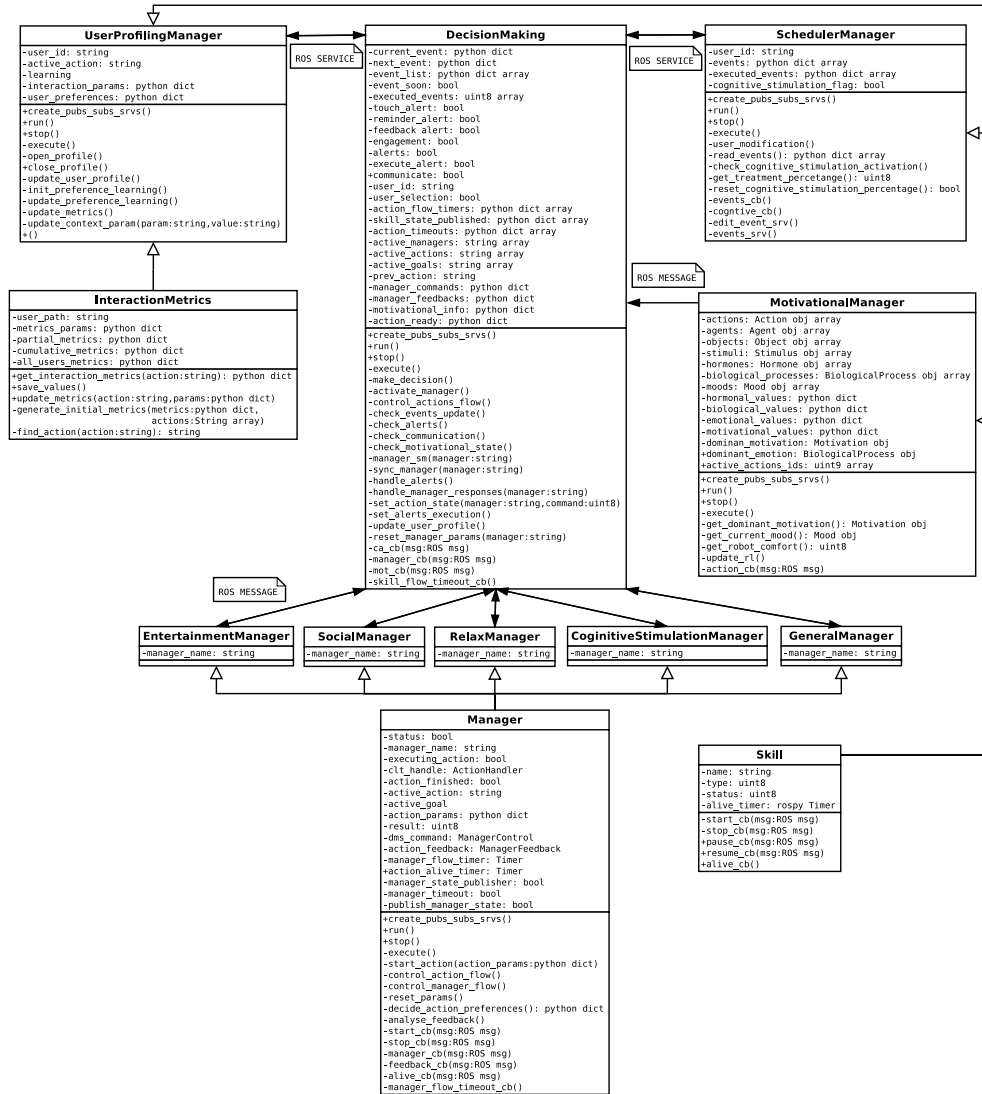 UserProfilingManager
-user_id: string
-active_action: string
-learning
-interaction_params: python dict
-user_preferences: python dict
+create_pubs_subs_srvs()
+run()
+stop()
-execute()
-open_profile()
+close_profile()
-update_user_profile()
-init_preference_learning()
-update_preference_learning()
-update_metrics()
-update_context_param(param:string,value:string)
+()
ROS SERVICE
DecisionMaking
-current_event: python dict
-next_event: python dict
-event_list: python dict array
-event_soon: bool
-executed_events: uint8 array
-touch_alert: bool
-reminder_alert: bool
-feedback alert: bool
-engagement: bool
-alerts: bool
-execute_alert: bool
+communicate: bool
-user_id: string
-user_selection: bool
-action_flow_timers: python dict array
-skill_state_published: python dict array
-action_timeouts: python dict array
-active_managers: string array
-active_actions: string array
-active_goals: string array
-prev_action: string
-manager_commands: python dict
-manager_feedbacks: python dict
-motivational_info: python dict
-action_ready: python dict
+create_pubs_subs_srvs()
+run()
+stop()
-execute()
-make_decision()
-activate_manager()
-control_actions_flow()
-check_events_update()
-check_alerts()
-check_communication()
-check_motivational_state()
-manager_sm(manager:string)
-sync_manager(manager:string)
-handle_alerts()
-handle_manager_responses(manager:string)
-set_action_state(manager:string,command:uint8)
-set_alerts_execution()
-update_user_profile()
-reset_manager_params(manager:string)
-ca_cb(msg:ROS msg)
-manager_cb(msg:ROS msg)
-mot_cb(msg:ROS msg)
-skill_flow_timeout_cb()
ROS SERVICE
SchedulerManager
-user_id: string
-events: python dict array
-executed_events: python dict array
-cognitive_stimulation_flag: bool
+create_pubs_subs_srvs()
+run()
+stop()
-execute()
-user_modification()
-read_events(): python dict array
-check_cognitive_stimulation_activation()
-get_treatment_percetange(): uint8
-reset_cognitive_stimulation_percentage(): bool
-events_cb()
-cogntive_cb()
-edit_event_srv()
-events_srv()
InteractionMetrics
-user_path: string
-metrics_params: python dict
-partial_metrics: python dict
-cumulative_metrics: python dict
-all_users_metrics: python dict
+get_interaction_metrics(action:string): python dict
+save_values()
+update_metrics(action:string,params:python dict)
-generate_initial_metrics(metrics:python dict,
actions:String array)
-find_action(action:string): string
ROS MESSAGE
MotivationalManager
-actions: Action obj array
-agents: Agent obj array
-objects: Object obj array
-stimuli: Stimulus obj array
-hormones: Hormone obj array
-biological_processes: BiologicalProcess obj array
-moods: Mood obj array
-hormonal_values: python dict
-biological_values: python dict
-emotional_values: python dict
-motivational_values: python dict
-dominan_motivation: Motivation obj
+dominant_emotion: BiologicalProcess obj
+active_actions_ids: uint9 array
+create_pubs_subs_srvs()
+run()
+stop()
-execute()
-get_dominant_motivation(): Motivation obj
-get_current_mood(): Mood obj
-get_robot_comfort(): uint8
-update_rl()
-action_cb(msg:ROS msg)
ROS MESSAGE
EntertainmentManager
-manager_name: string
SocialManager
-manager_name: string
RelaxManager
-manager_name: string
CoginitiveStimulationManager
-manager_name: string
GeneralManager
-manager_name: string
Manager
-status: bool
-manager_name: string
-executing_action: bool
-clt_handle: ActionHandler
-action_finished: bool
-active_action: string
-active_goal
-action_params: python dict
-result: uint8
-dms_command: ManagerControl
-action_feedback: ManagerFeedback
-manager_flow_timer: Timer
+action_alive_timer: Timer
-manager_state_publisher: bool
-manager_timeout: bool
-publish_manager_state: bool
+create_pubs_subs_srvs()
+run()
+stop()
-execute()
-start_action(action_params:python dict)
-control_action_flow()
-control_manager_flow()
-reset_params()
-decide_action_preferences(): python dict
-analyse_feedback()
-start_cb(msg:ROS msg)
-stop_cb(msg:ROS msg)
-manager_cb(msg:ROS msg)
-feedback_cb(msg:ROS msg)
-alive_cb(msg:ROS msg)
-manager_flow_timeout_cb()
Skill
-name: string
-type: uint8
-status: uint8
-alive_timer: rospy Timer
-start_cb(msg:ROS msg)
-stop_cb(msg:ROS msg)
+pause_cb(msg:ROS msg)
+resume_cb(msg:ROS msg)
+alive_cb()